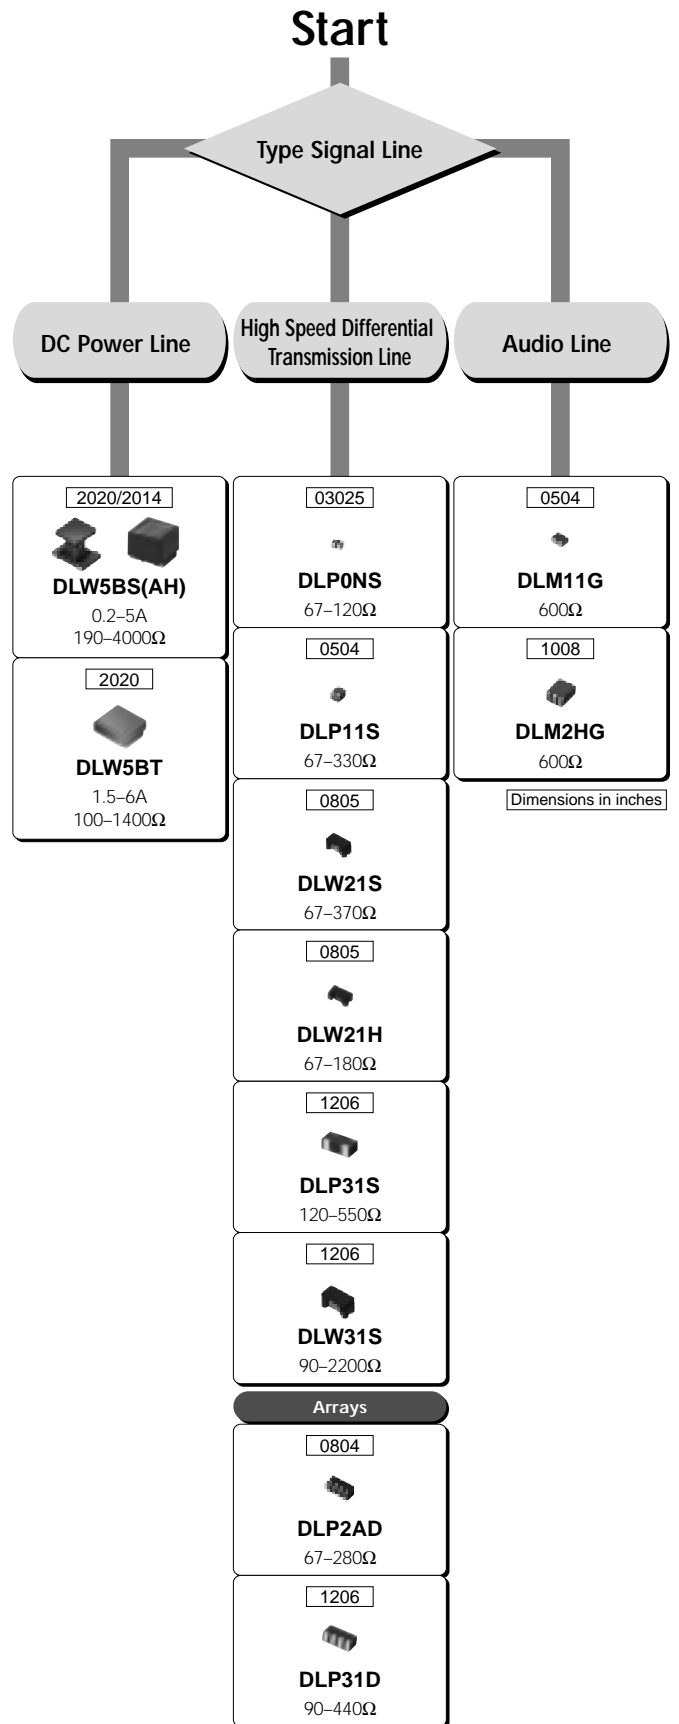 Start
Type Signal Line
DC Power Line
High Speed Differential
Transmission Line
Audio Line
2020/2014
DLW5BS(AH)
0.2–5A
190–4000Ω
2020
DLW5BT
1.5–6A
100–1400Ω
03025
DLP0NS
67–120Ω
0504
DLP11S
67–330Ω
0805
DLW21S
67–370Ω
0805
DLW21H
67–180Ω
1206
DLP31S
120–550Ω
1206
DLW31S
90–2200Ω
Arrays
0804
DLP2AD
67–280Ω
1206
DLP31D
90–440Ω
0504
DLM11G
600Ω
1008
DLM2HG
600Ω
Dimensions in inches